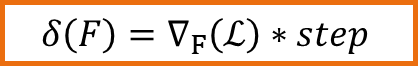 δ(F) = ∇_F(ℒ) * step